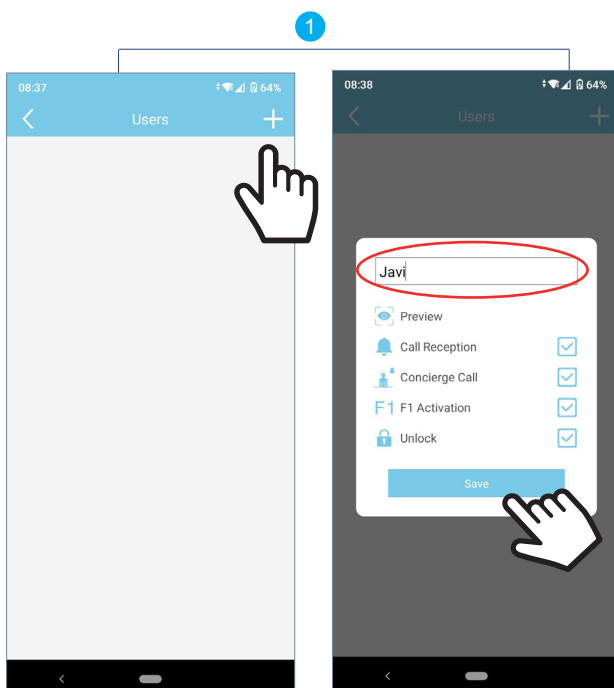 1
08:37
64%
Users
08:38
64%
Users
Javi
Preview
Call Reception
Concierge Call
F1 F1 Activation
Unlock
Save